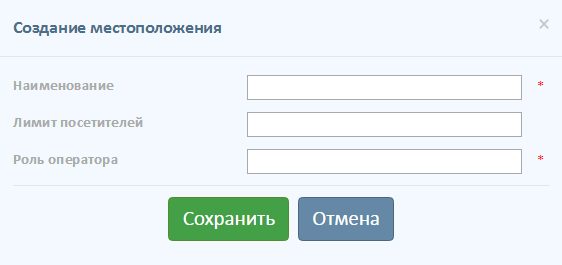 Создание местоположения ×
Наименование *
Лимит посетителей
Роль оператора *
Сохранить Отмена